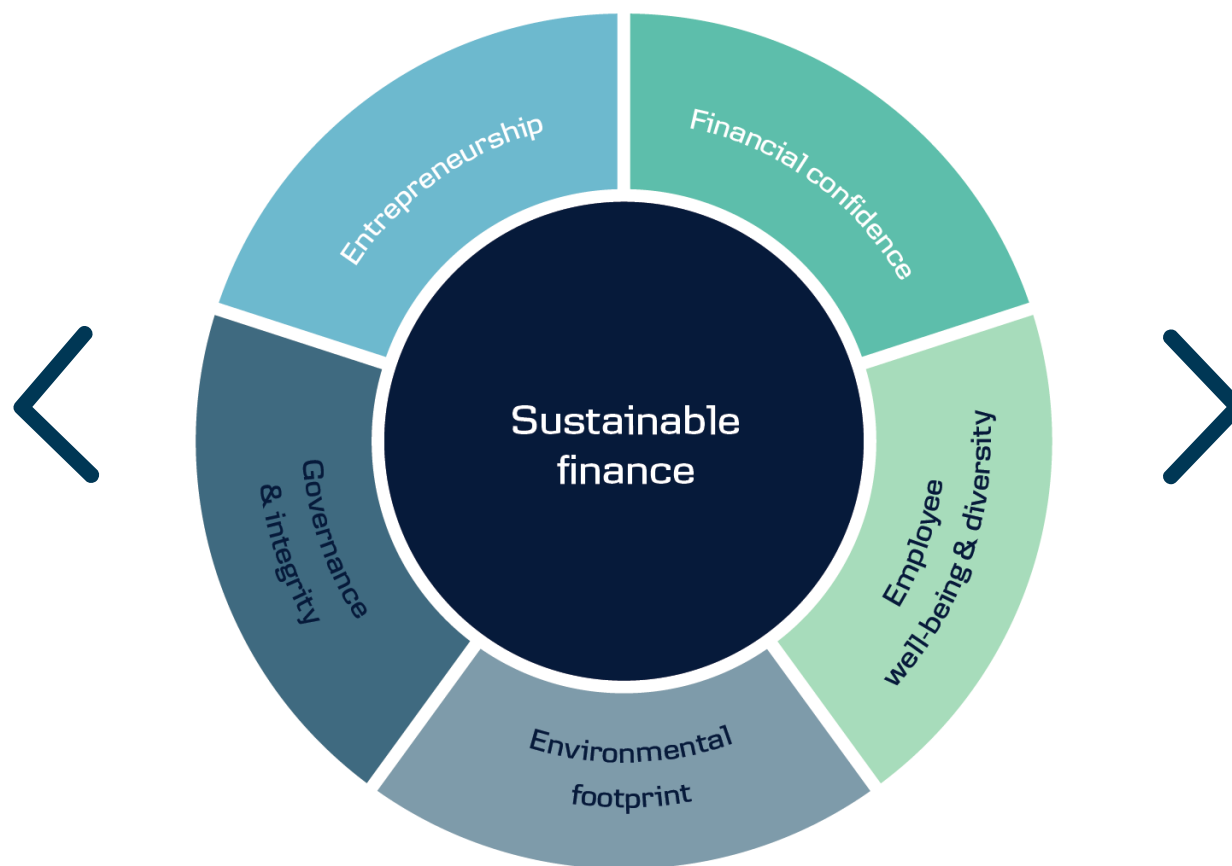 Entrepreneurship
Financial confidence
Sustainable
finance
Governance
& integrity
Employee
well-being & diversity
Environmental
footprint